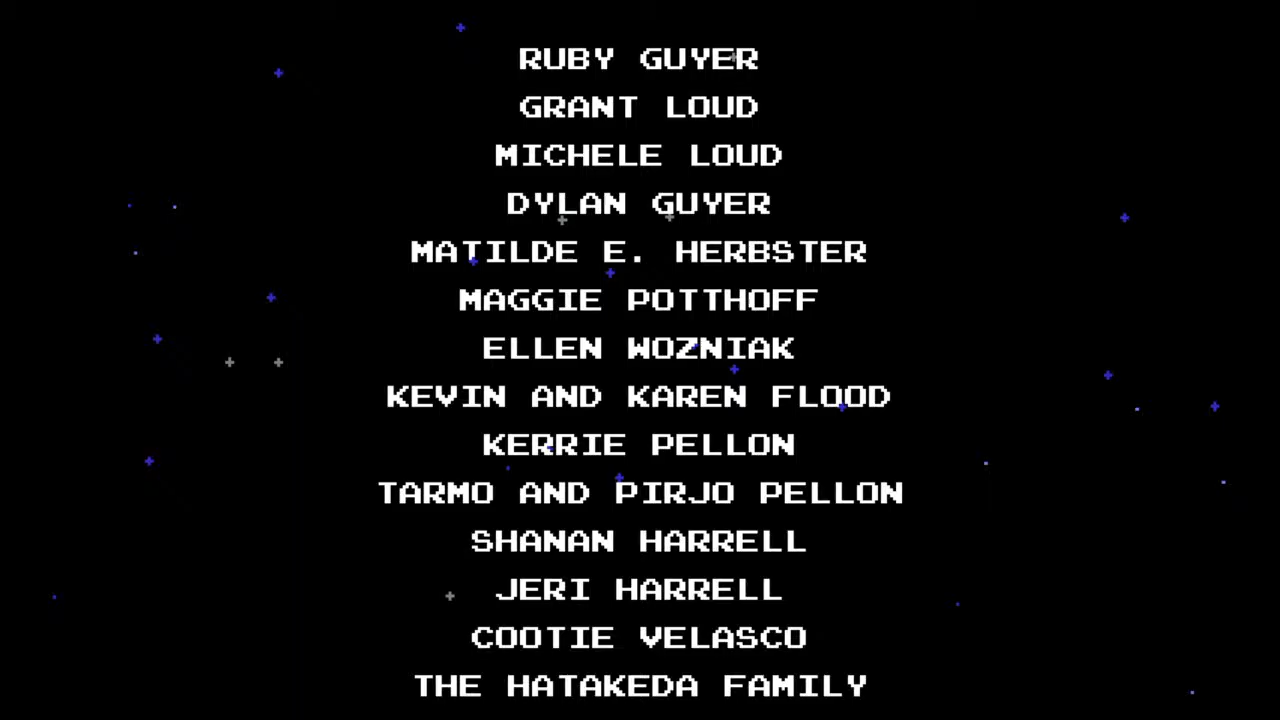 RUBY GUYER
GRANT LOUD
MICHELE LOUD
DYLAN GUYER
MATILDE E. HERBSTER
MAGGIE POTTHOFF
ELLEN WOZNIAK
KEVIN AND KAREN FLOOD
KERRIE PELLON
TARMO AND PIRJO PELLON
SHANAN HARRELL
JERI HARRELL
COOTIE VELASCO
THE HATAKEDA FAMILY